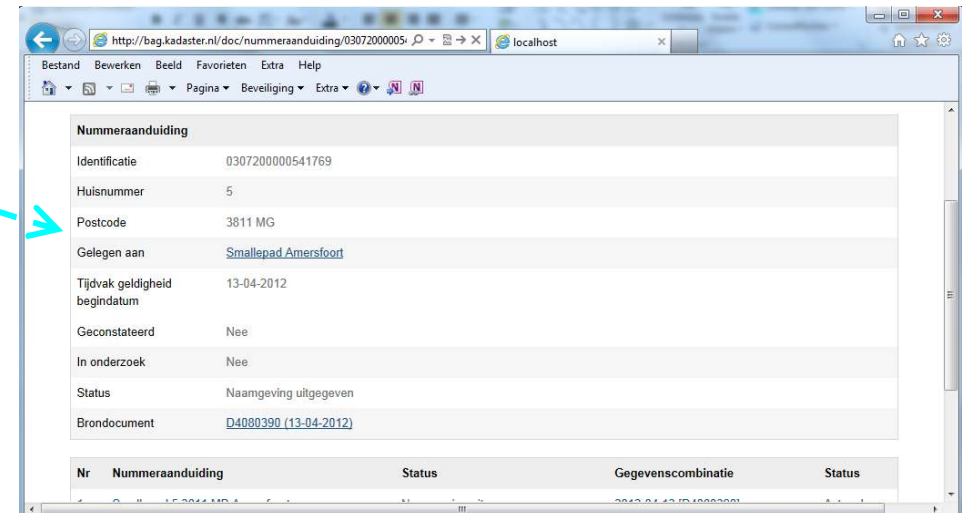 http://bag.kadaster.nl/doc/nummeraanduiding/03072000005
localhost
Bestand Bewerken Beeld Favorieten Extra Help
Pagina Beveiliging Extra
Nummeraanduiding
Identificatie 0307200000541769
Huisnummer 5
Postcode 3811 MG
Gelegen aan Smallepad Amersfoort
Tijdvak geldigheid begindatum 13-04-2012
Geconstateerd Nee
In onderzoek Nee
Status Naamgeving uitgegeven
Brondocument D4080390 (13-04-2012)
Nr Nummeraanduiding Status Gegevenscombinatie Status